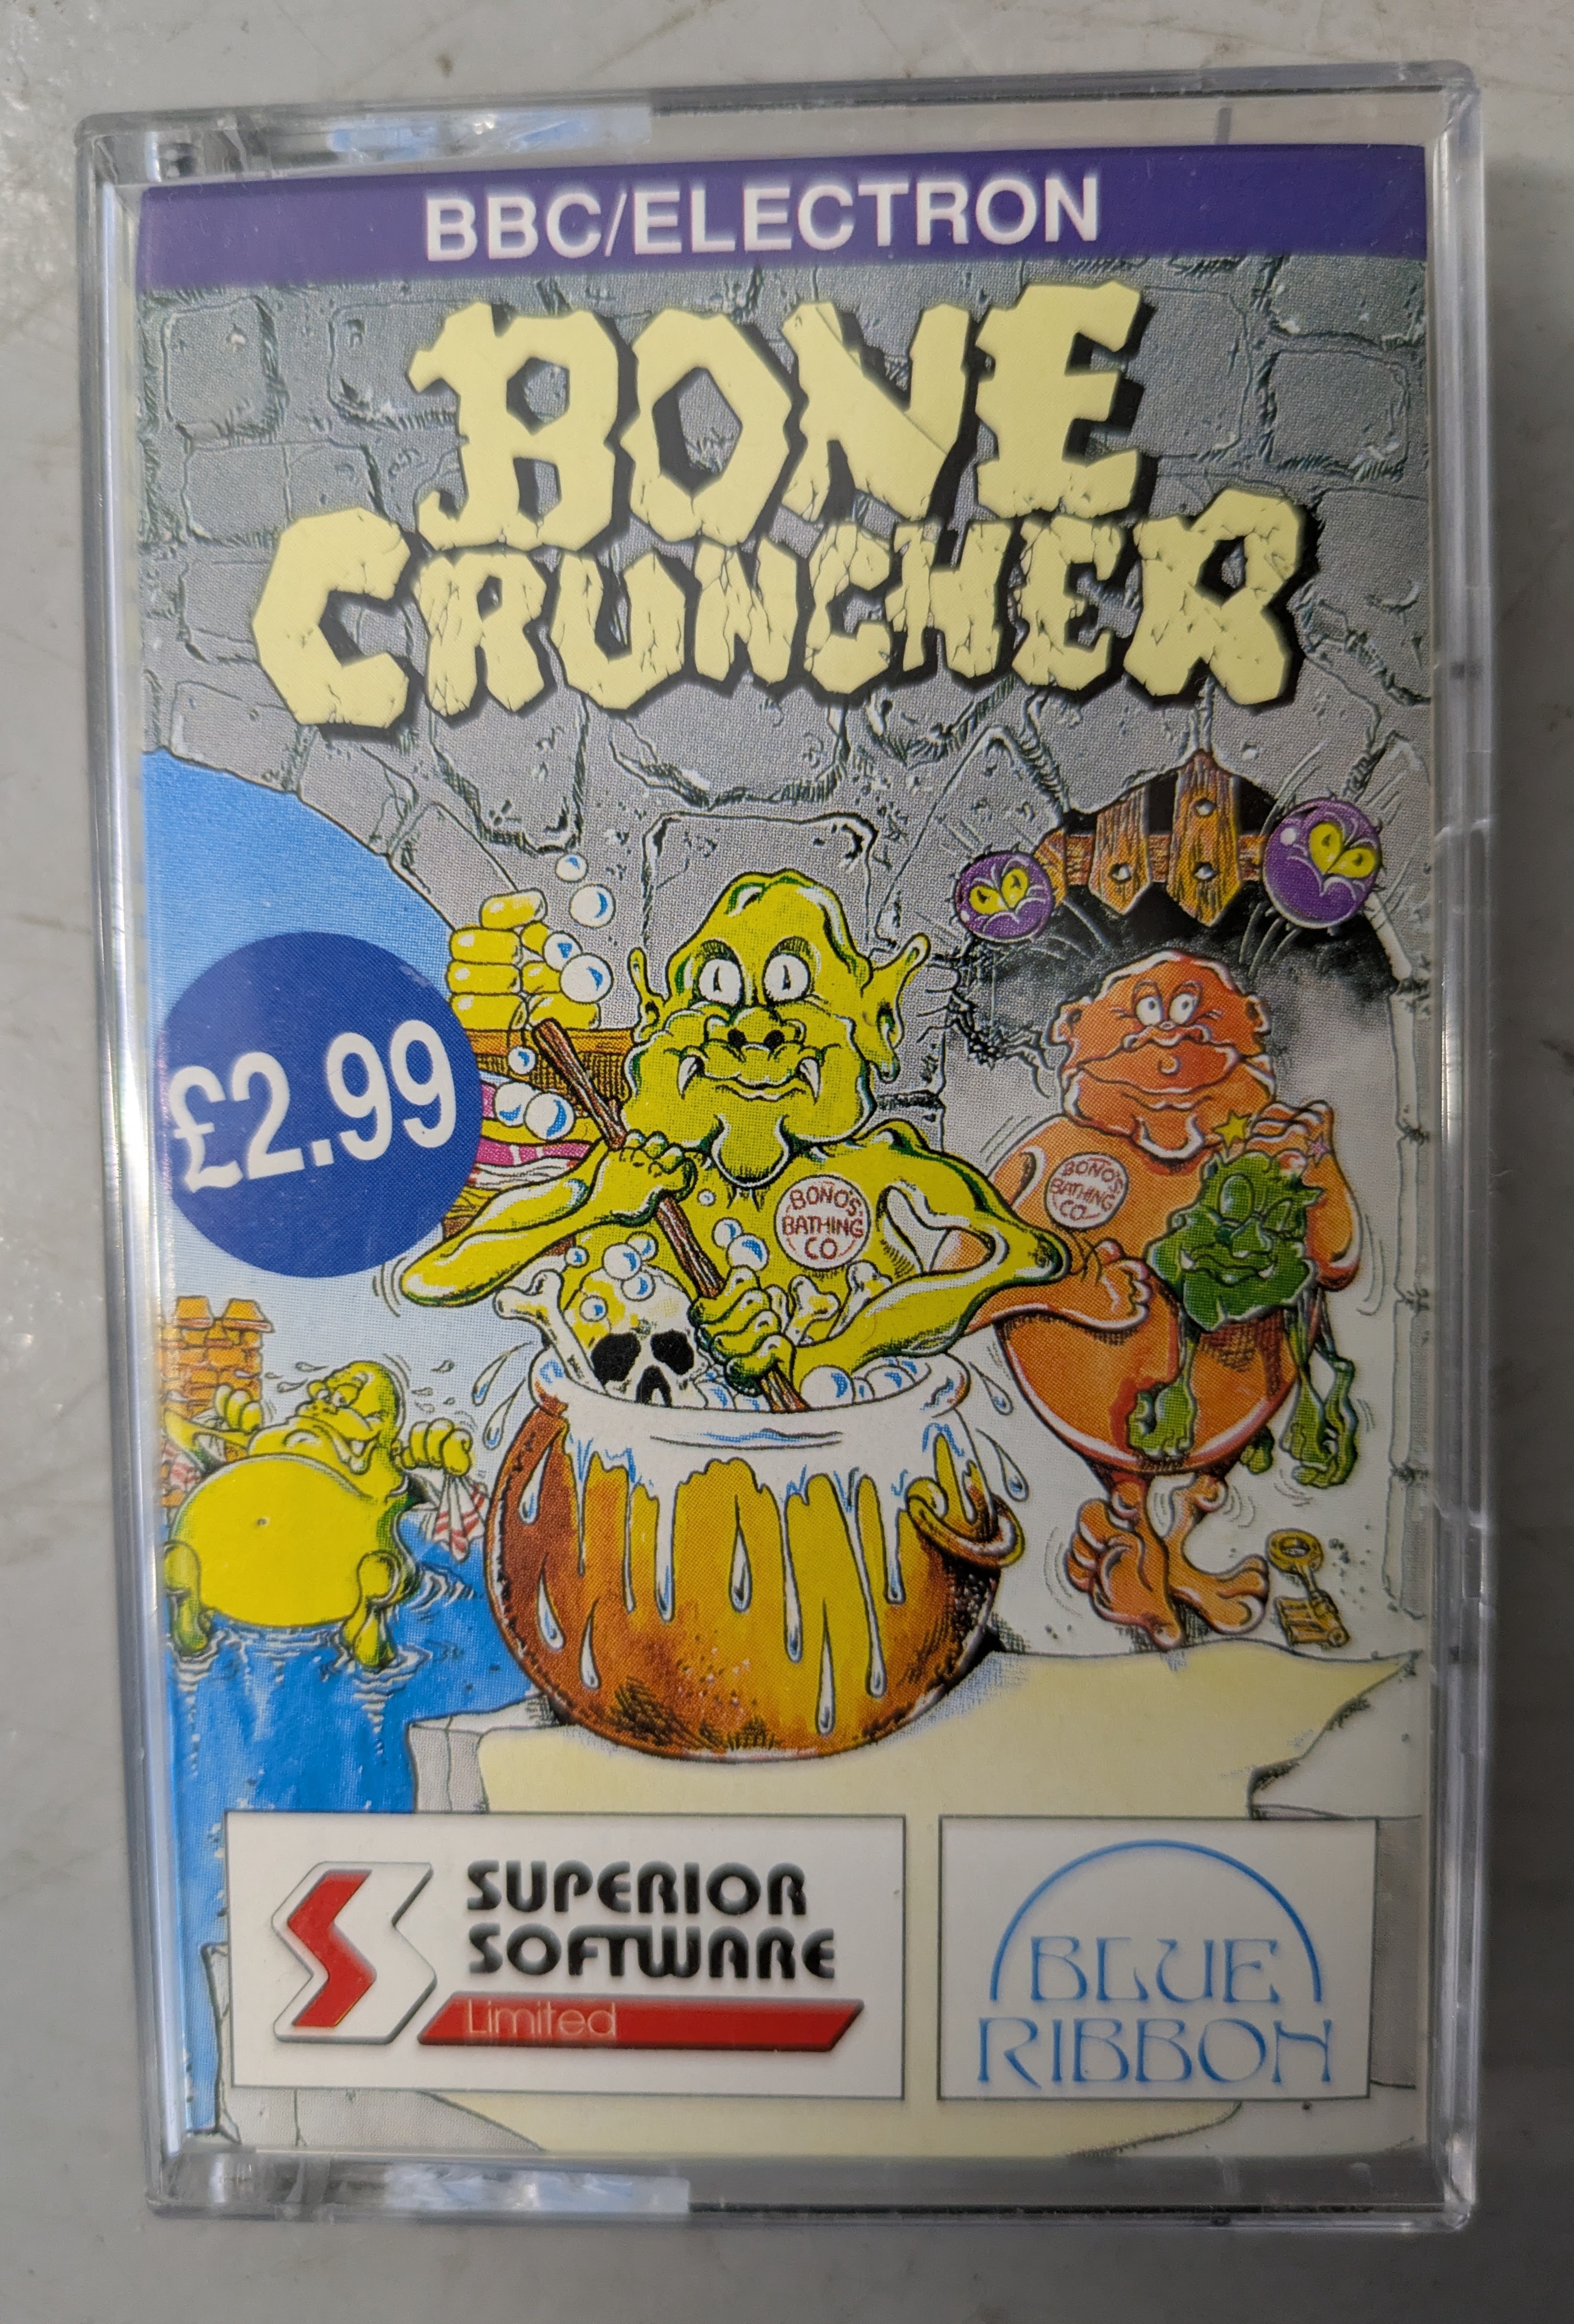 BBC/ELECTRON
BONE
CRUNCHER
£2.99
BONO'S
BATHING
CO
BONO'S
BATHING
CO
SUPERIOR
SOFTWARE
Limited
BLUE
RIBBON